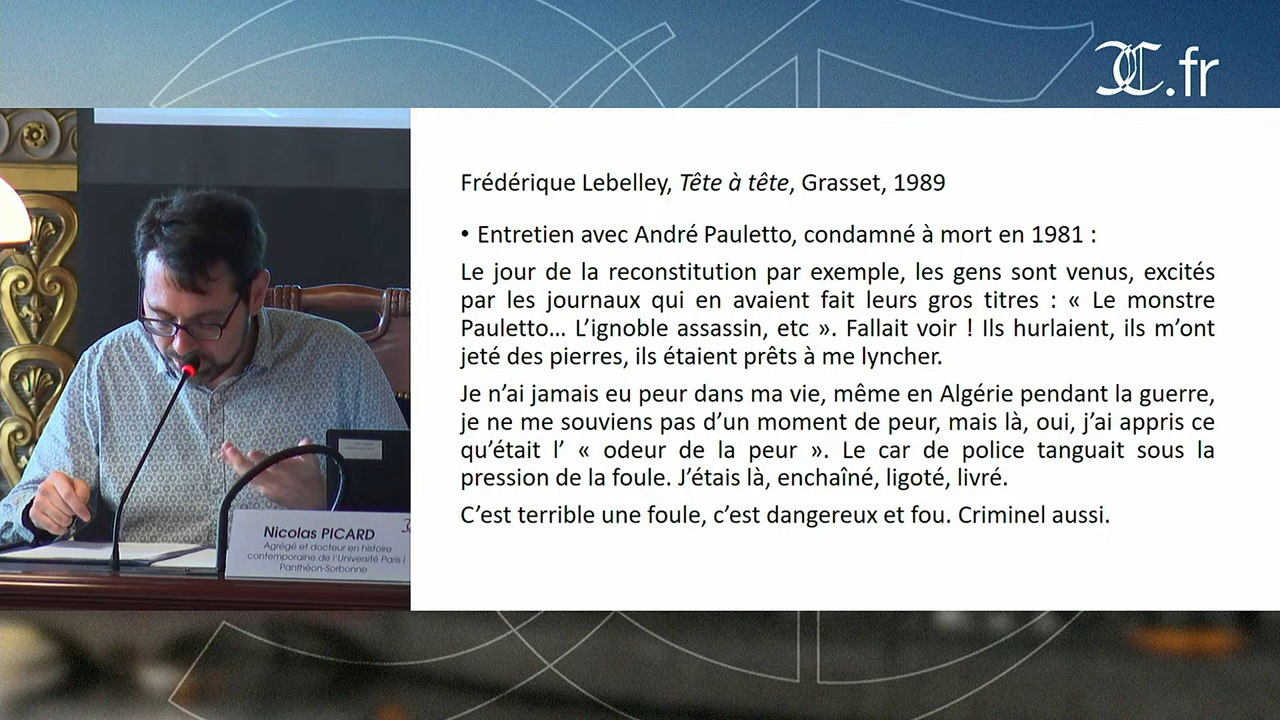 CC.fr
Frédérique Lebelley, Tête à tête, Grasset, 1989
• Entretien avec André Pauletto, condamné à mort en 1981 :
Le jour de la reconstitution par exemple, les gens sont venus, excités
par les journaux qui en avaient fait leurs gros titres : « Le monstre
Pauletto… L’ignoble assassin, etc ». Fallait voir ! Ils hurlaient, ils m’ont
jeté des pierres, ils étaient prêts à me lyncher.
Je n’ai jamais eu peur dans ma vie, même en Algérie pendant la guerre,
je ne me souviens pas d’un moment de peur, mais là, oui, j’ai appris ce
qu’était l’ « odeur de la peur ». Le car de police tanguait sous la
pression de la foule. J’étais là, enchaîné, ligoté, livré.
C’est terrible une foule, c’est dangereux et fou. Criminel aussi.
Nicolas PICARD
Agrégé et docteur en histoire
contemporaine de l’Université Paris I
Panthéon-Sorbonne